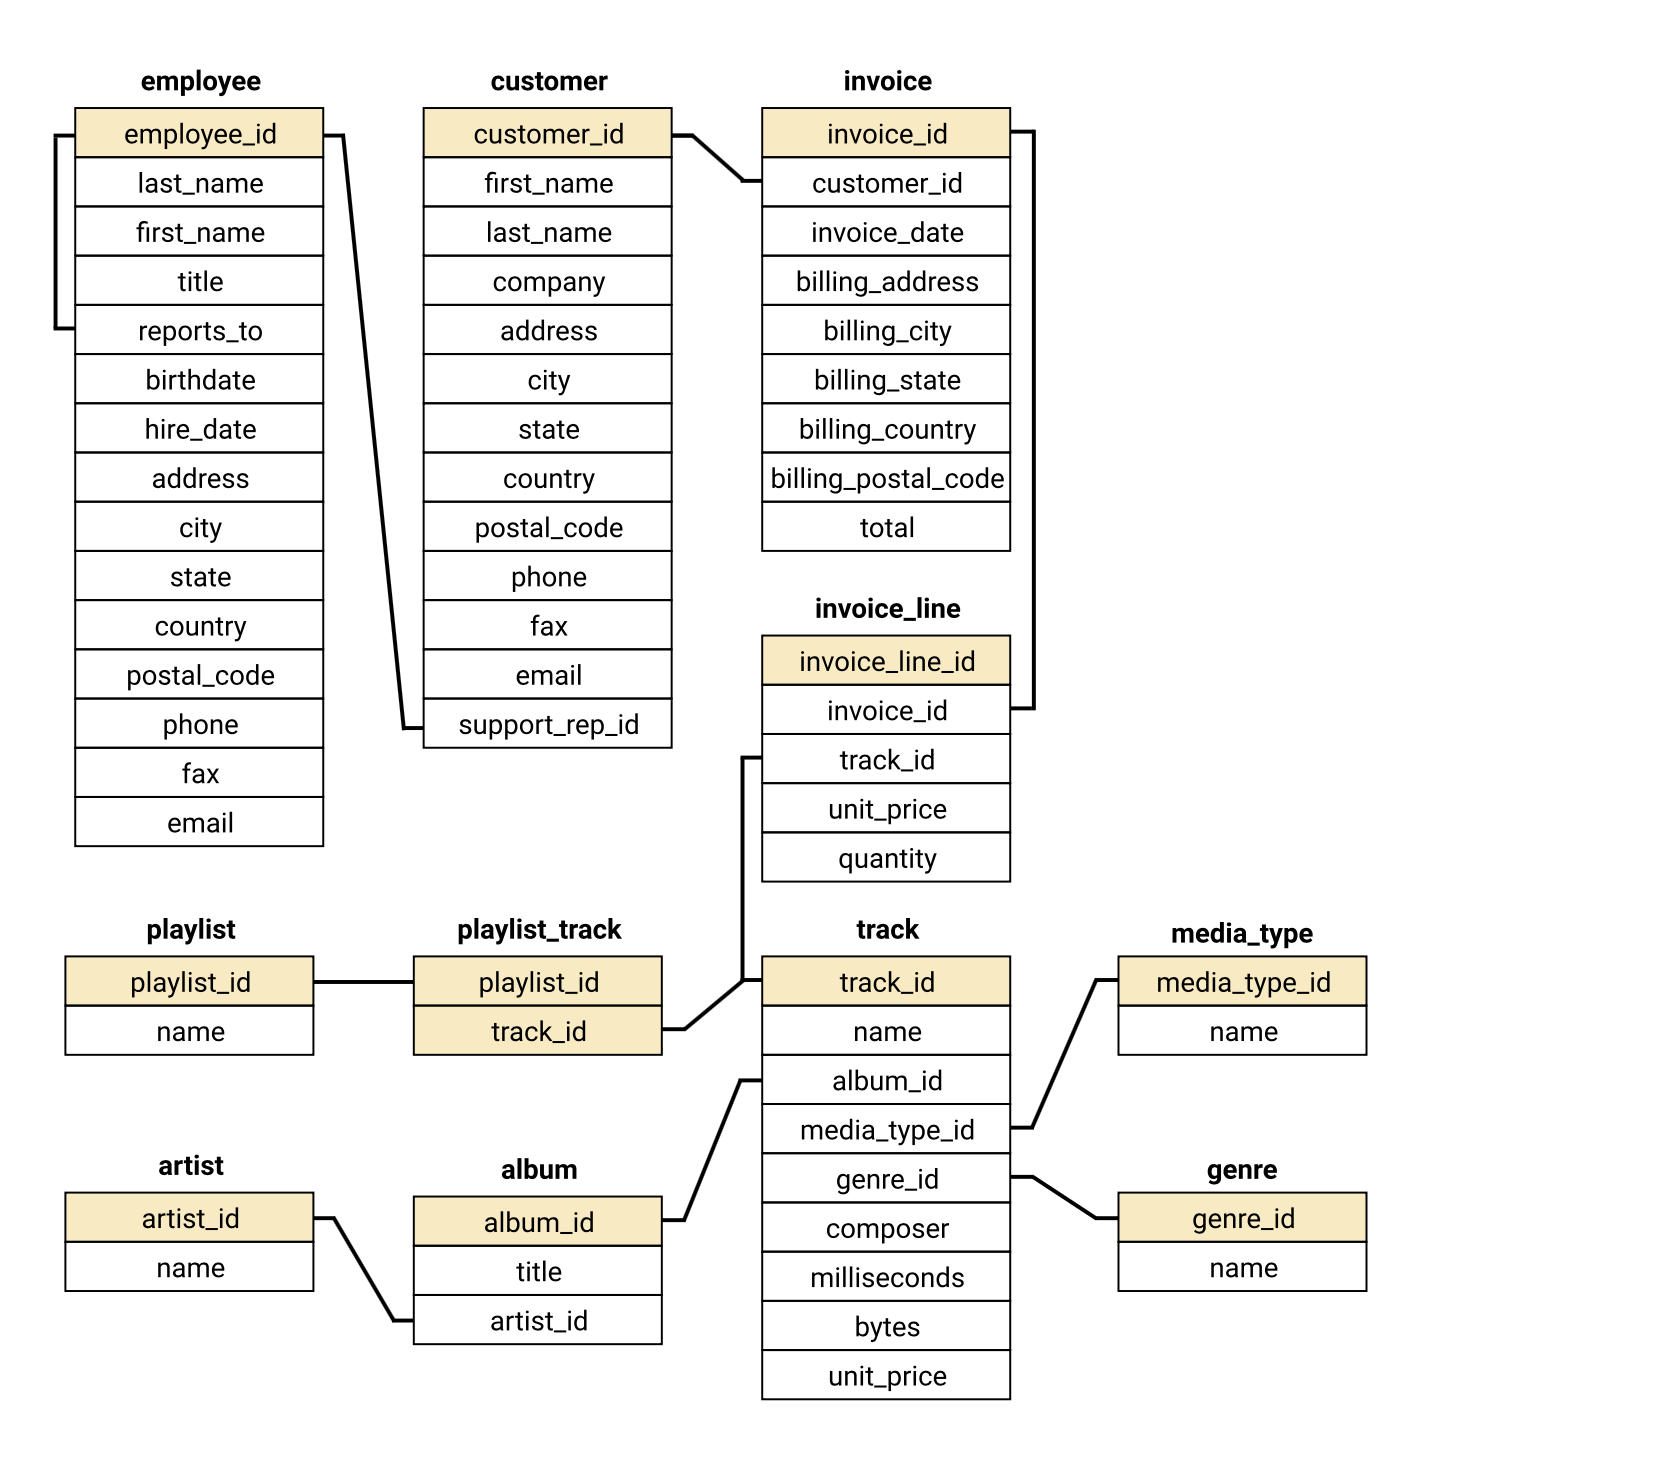 employee
employee_id
last_name
first_name
title
reports_to
birthdate
hire_date
address
city
state
country
postal_code
phone
fax
email
customer
customer_id
first_name
last_name
company
address
city
state
country
postal_code
phone
fax
email
support_rep_id
invoice
invoice_id
customer_id
invoice_date
billing_address
billing_city
billing_state
billing_country
billing_postal_code
total
invoice_line
invoice_line_id
invoice_id
track_id
unit_price
quantity
playlist
playlist_id
name
playlist_track
playlist_id
track_id
track
track_id
name
album_id
media_type_id
genre_id
composer
milliseconds
bytes
unit_price
media_type
media_type_id
name
artist
artist_id
name
album
album_id
title
artist_id
genre
genre_id
name